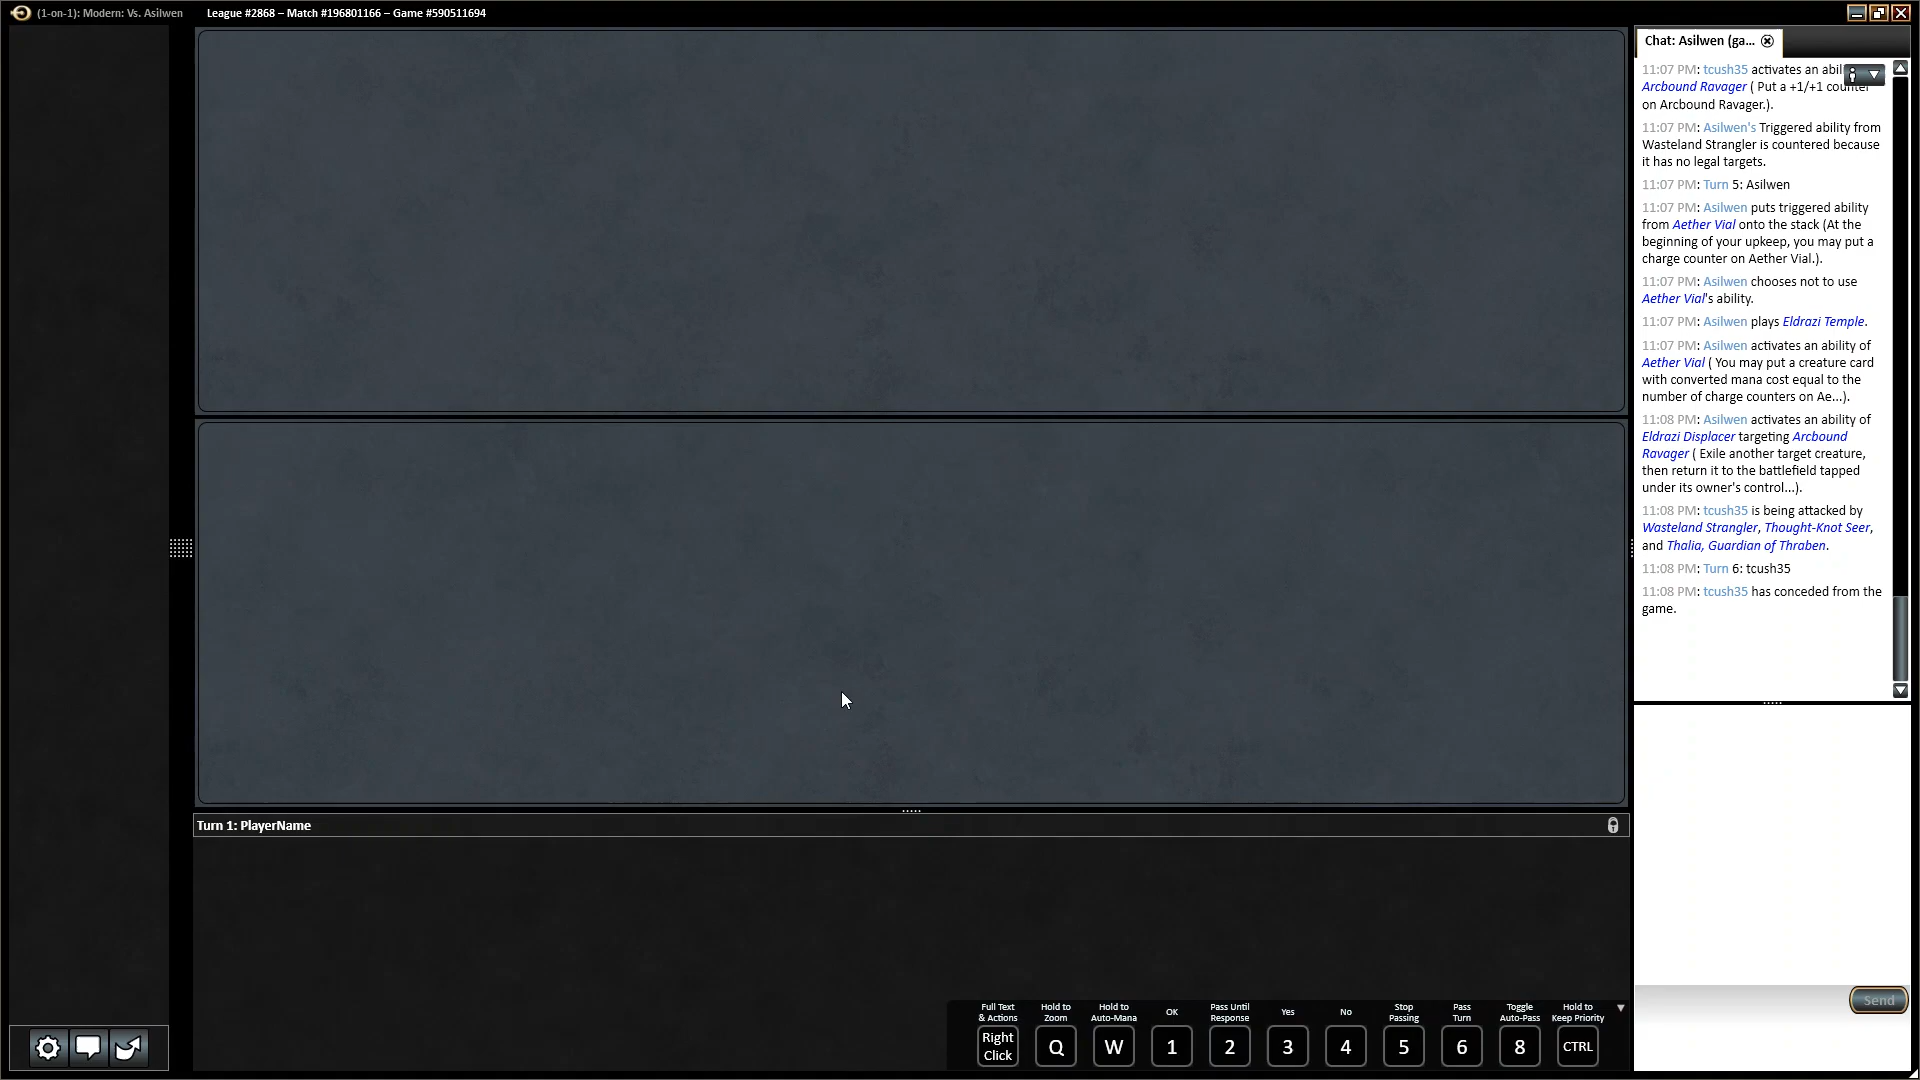 (1-on-1): Modern: Vs. Asilwen
League #2868 – Match #196801166 – Game #590511694
Chat: Asilwen (ga...
11:07 PM: tcush35 activates an abil
Arcbound Ravager ( Put a +1/+1 counter
on Arcbound Ravager.).
11:07 PM: Asilwen's Triggered ability from
Wasteland Strangler is countered because
it has no legal targets.
11:07 PM: Turn 5: Asilwen
11:07 PM: Asilwen puts triggered ability
from Aether Vial onto the stack (At the
beginning of your upkeep, you may put a
charge counter on Aether Vial.).
11:07 PM: Asilwen chooses not to use
Aether Vial's ability.
11:07 PM: Asilwen plays Eldrazi Temple.
11:07 PM: Asilwen activates an ability of
Aether Vial ( You may put a creature card
with converted mana cost equal to the
number of charge counters on Ae...).
11:08 PM: Asilwen activates an ability of
Eldrazi Displacer targeting Arcbound
Ravager ( Exile another target creature,
then return it to the battlefield tapped
under its owner's control...).
11:08 PM: tcush35 is being attacked by
Wasteland Strangler, Thought-Knot Seer,
and Thalia, Guardian of Thraben.
11:08 PM: Turn 6: tcush35
11:08 PM: tcush35 has conceded from the
game.
Turn 1: PlayerName
Full Text
& Actions
Right
Click
Hold to
Zoom
Q
Hold to
Auto-Mana
W
OK
1
Pass Until
Response
2
Yes
3
No
4
Stop
Passing
5
Pass
Turn
6
Toggle
Auto-Pass
8
Hold to
Keep Priority
CTRL
Send